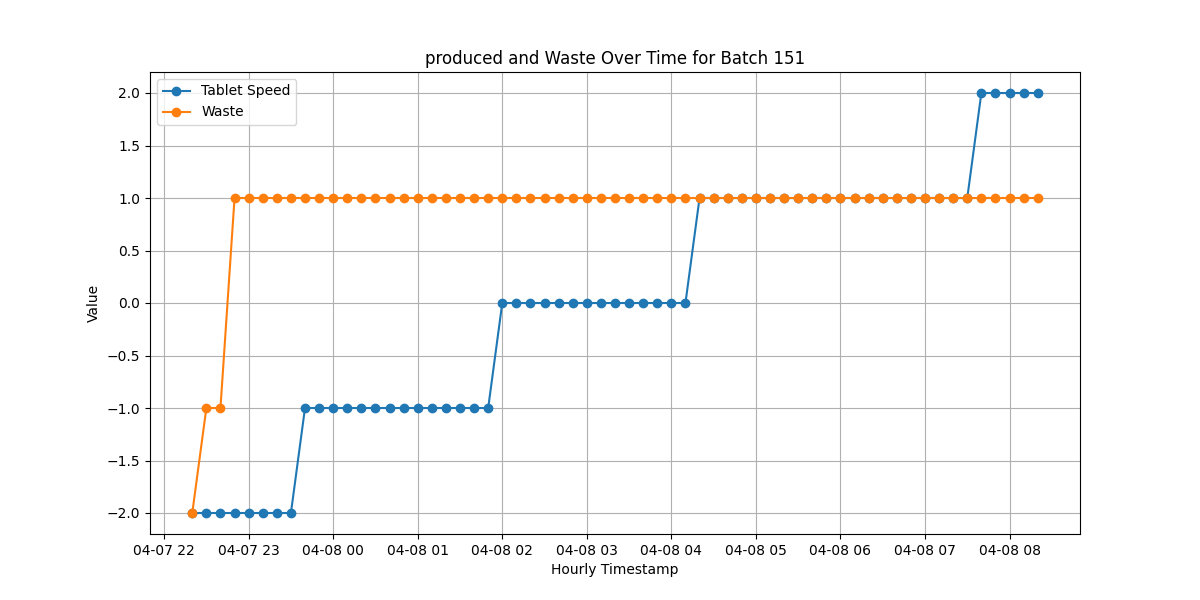 produced and Waste Over Time for Batch 151
Tablet Speed
Waste
2.0
1.5
1.0
0.5
0.0
−0.5
−1.0
−1.5
−2.0
Value
04-07 22 04-07 23 04-08 00 04-08 01 04-08 02 04-08 03 04-08 04 04-08 05 04-08 06 04-08 07 04-08 08
Hourly Timestamp